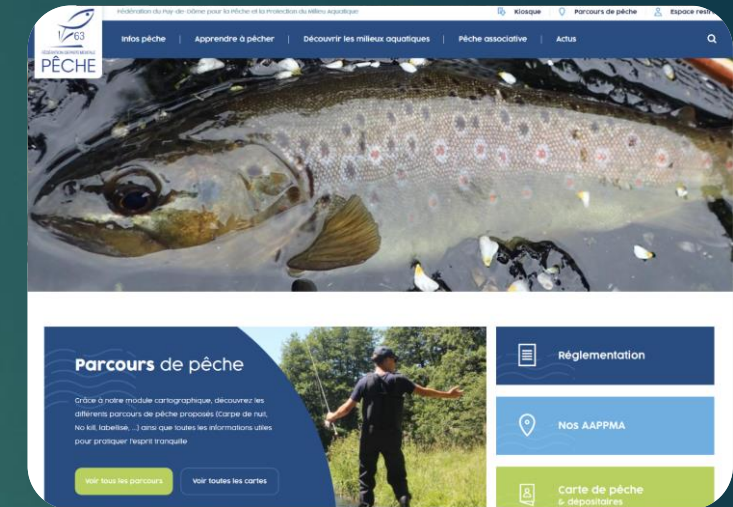 Fédération du Puy-de-Dôme pour la Pêche et la Protection du Milieu Aquatique
Kiosque
Parcours de pêche
Espace restr
63
FÉDÉRATION DÉPARTEMENTALE
PÊCHE
Infos pêche | Apprendre à pêcher | Découvrir les milieux aquatiques | Pêche associative | Actus
Parcours de pêche
Grâce à notre module cartographique, découvrez les
différents parcours de pêche proposés (Carpe de nuit,
No kill, labellisé, ...) ainsi que toutes les informations utiles
pour pratiquer l'esprit tranquille
Voir tous les parcours
Voir toutes les cartes
Réglementation
Nos AAPPMA
Carte de pêche
& dépositaires